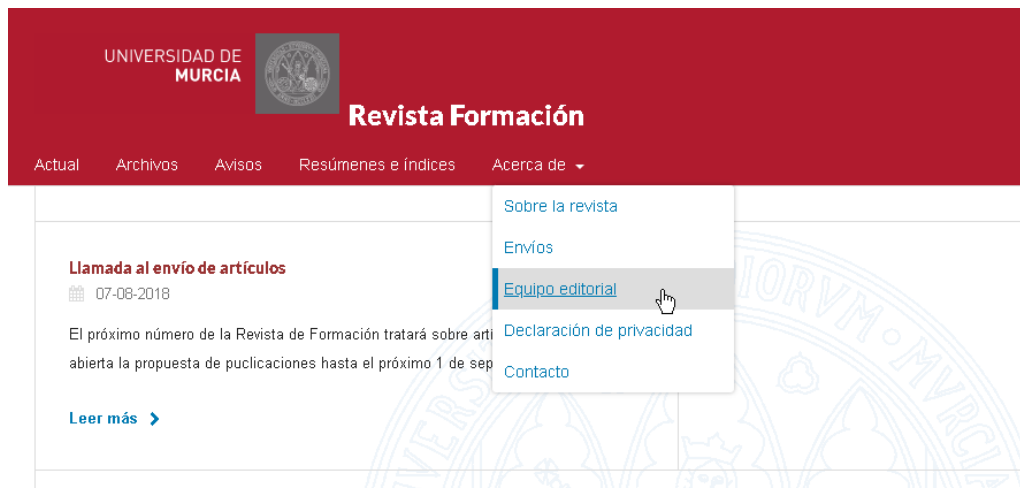 UNIVERSIDAD DE
MURCIA
Revista Formación
Actual Archivos Avisos Resúmenes e índices Acerca de
Sobre la revista
Envíos
Equipo editorial
Declaración de privacidad
Contacto
Llamada al envío de artículos
07-08-2018
El próximo número de la Revista de Formación tratará sobre arti
abierta la propuesta de puclicaciones hasta el próximo 1 de sep
Leer más